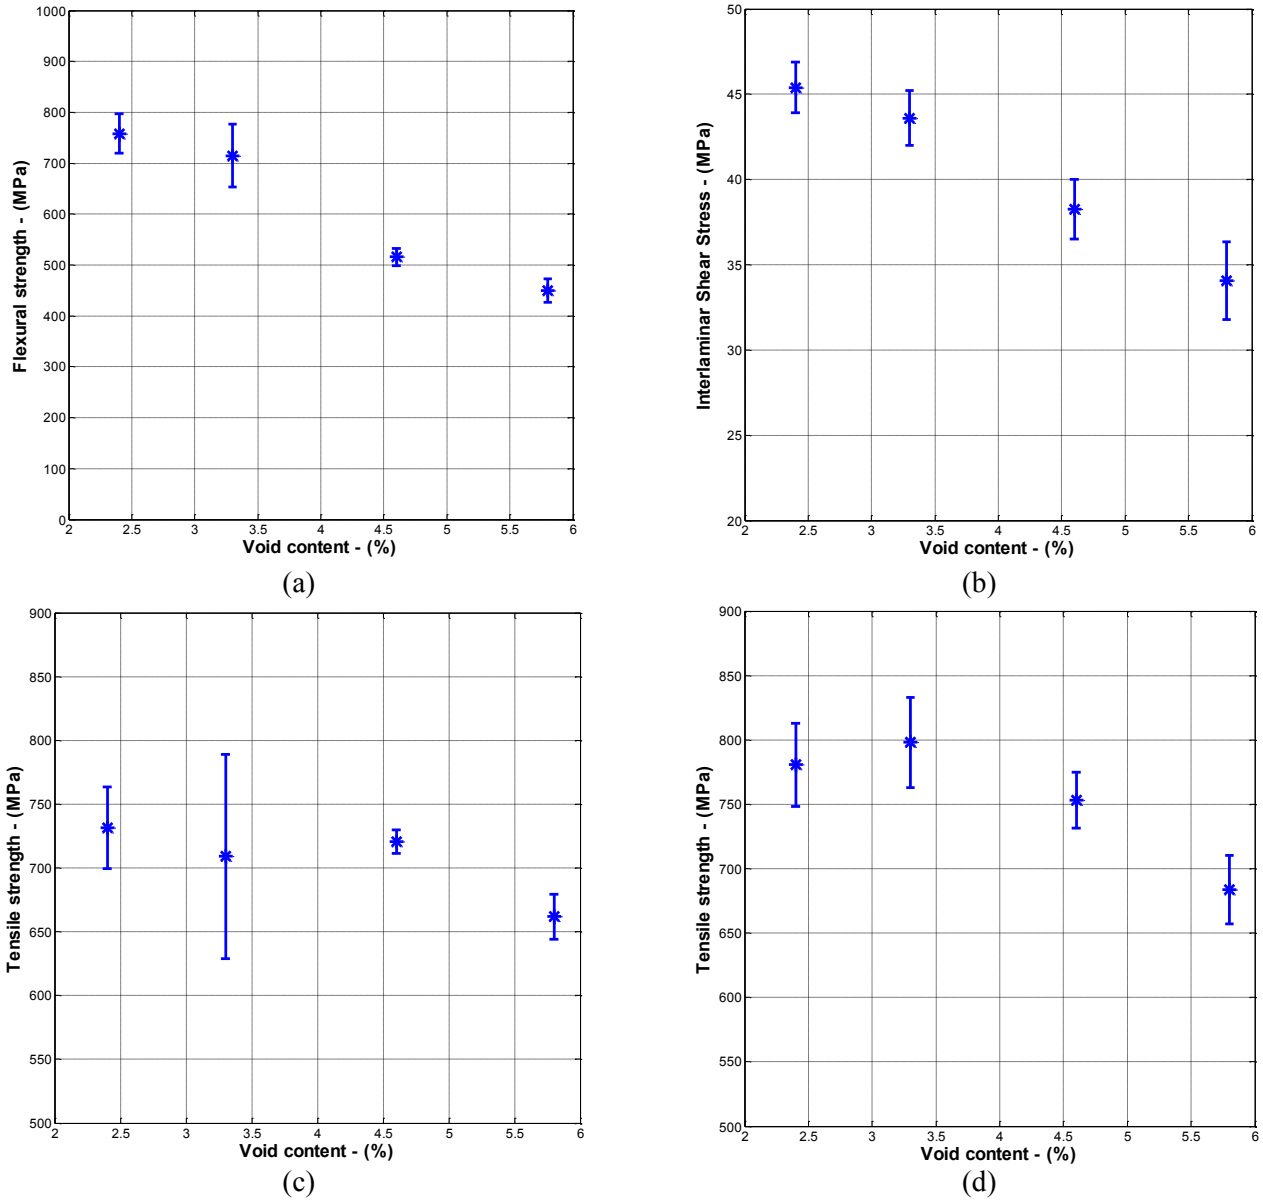 1000
900
800
700
600
500
400
300
200
100
0
2 2.5 3 3.5 4 4.5 5 5.5 6
Flexural strength - (MPa)
Void content - (%)
(a)
50
45
40
35
30
25
20
2 2.5 3 3.5 4 4.5 5 5.5 6
Interlaminar Shear Stress - (MPa)
Void content - (%)
(b)
900
850
800
750
700
650
600
550
500
2 2.5 3 3.5 4 4.5 5 5.5 6
Tensile strength - (MPa)
Void content - (%)
(c)
900
850
800
750
700
650
600
550
500
2 2.5 3 3.5 4 4.5 5 5.5 6
Tensile strength - (MPa)
Void content - (%)
(d)